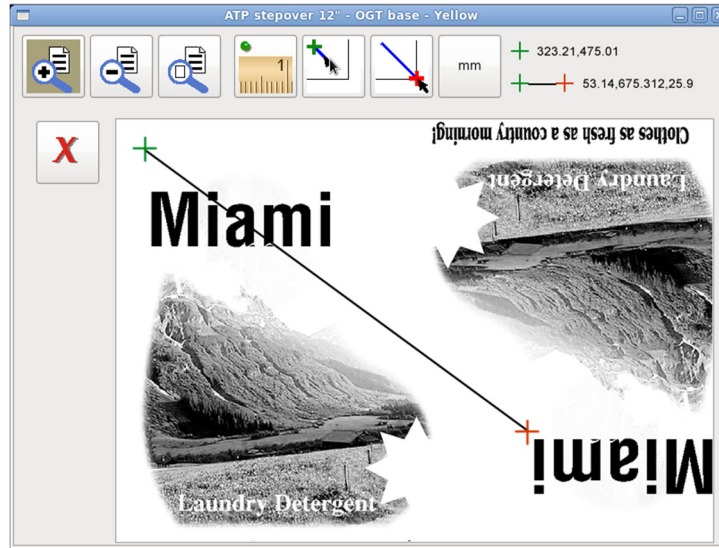 ATP stepover 12" - OGT base - Yellow
1
mm
323.21,475.01
53.14,675.312,25.9
X
Clothes as fresh as a country morning!
Laundry Detergent
Miami
Miami
Laundry Detergent